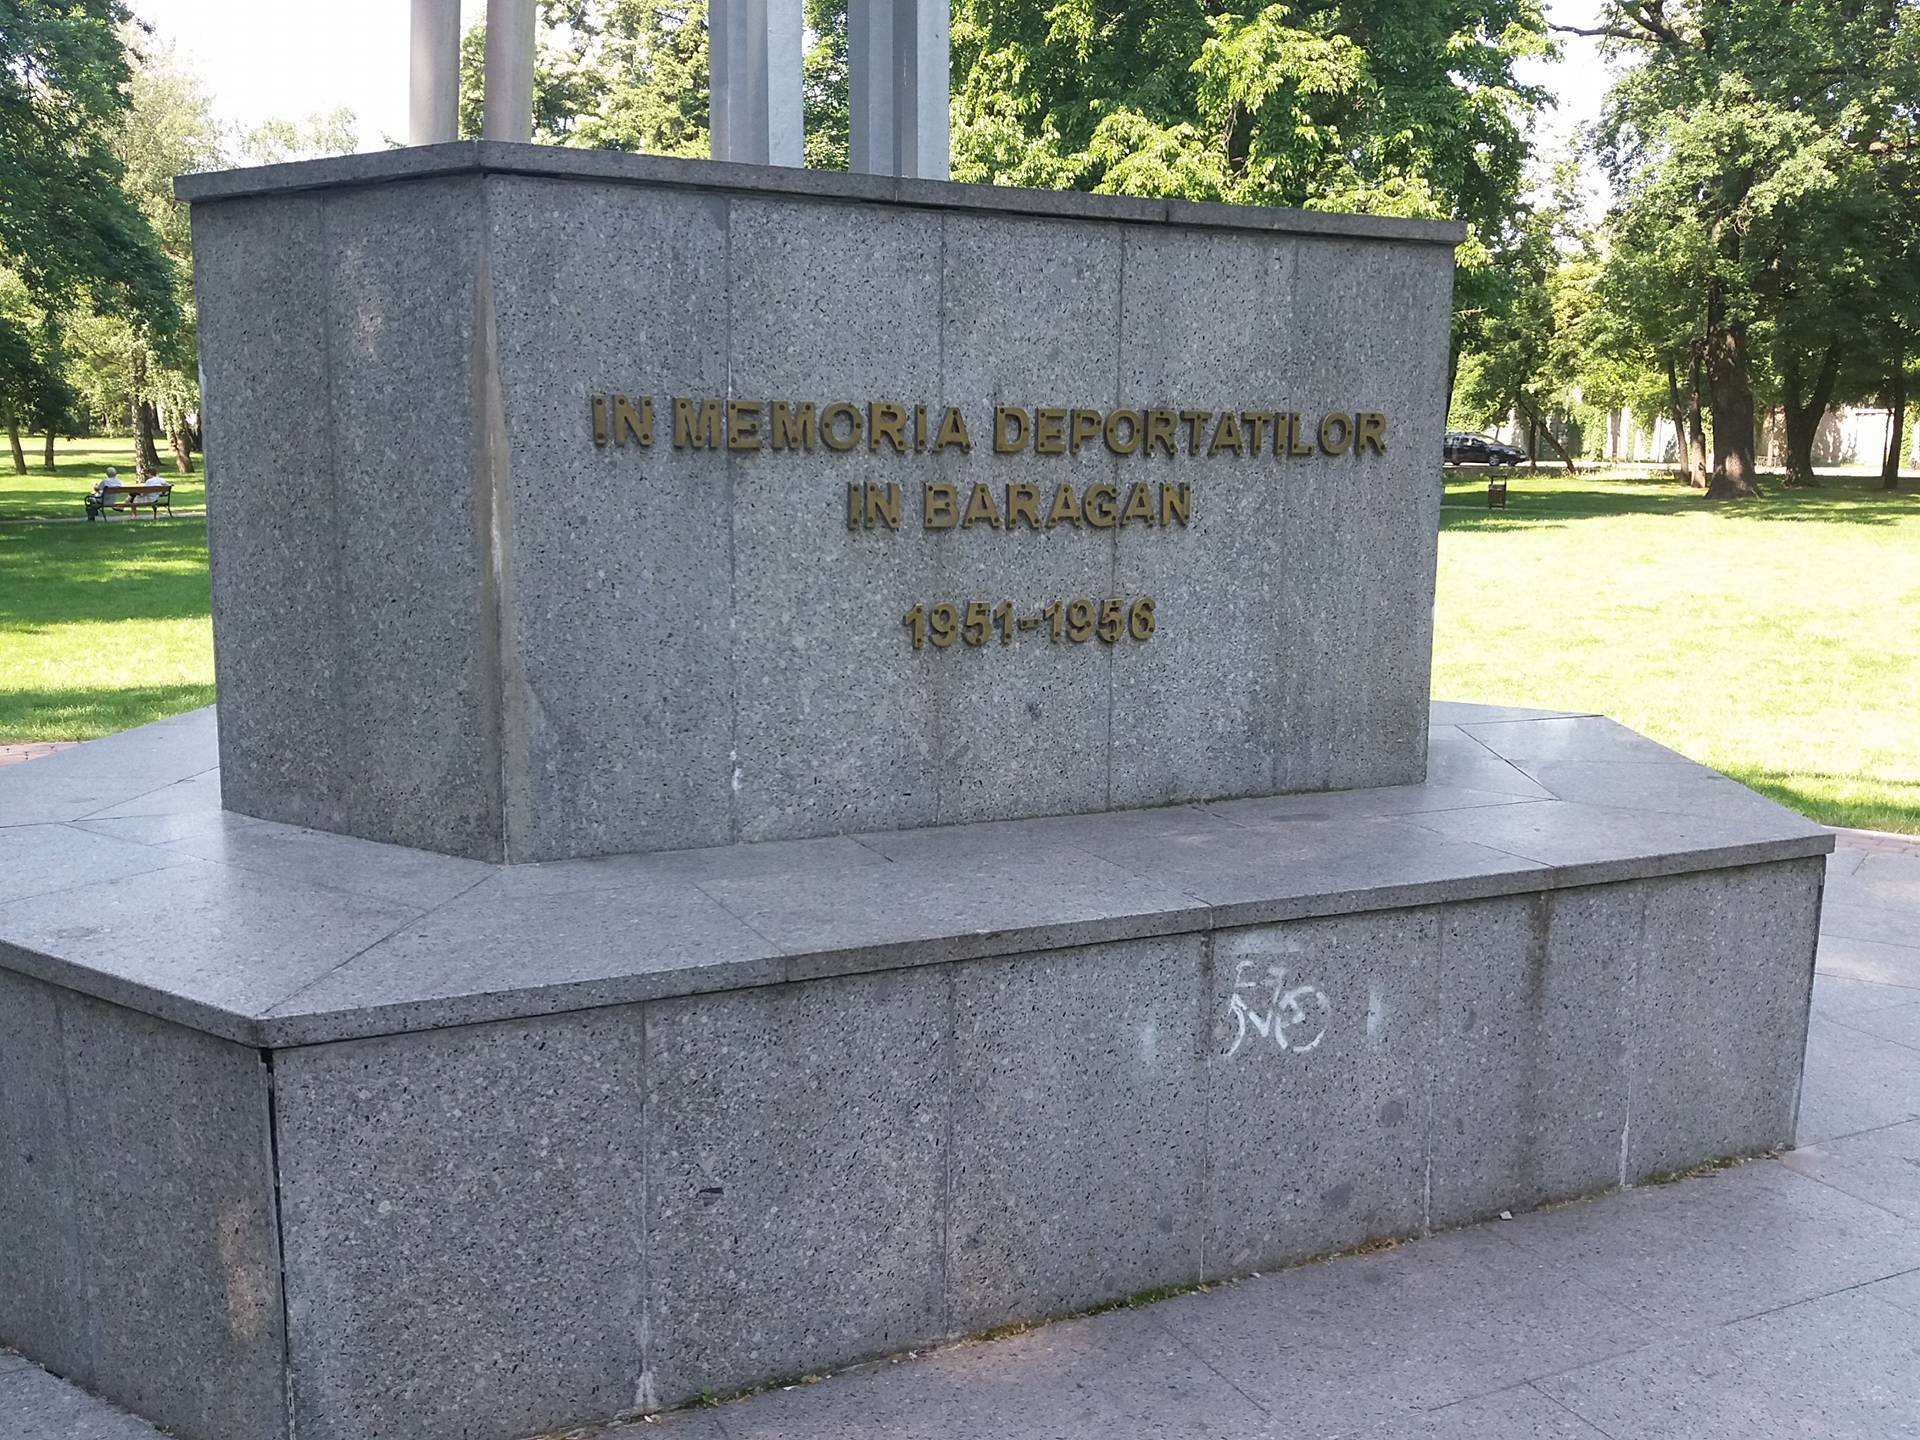 IN MEMORIA DEPORTATILOR
IN BARAGAN
1951-1956